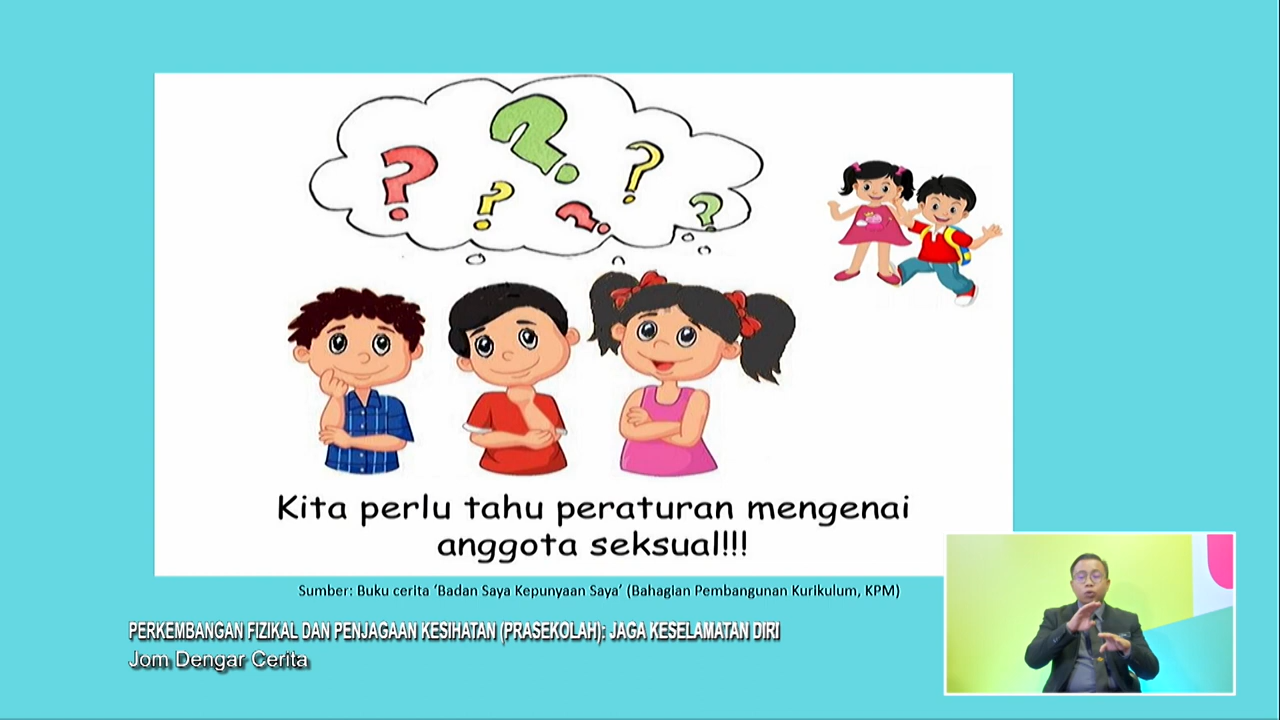 Kita perlu tahu peraturan mengenai
anggota seksual!!!
Sumber: Buku cerita ‘Badan Saya Kepunyaan Saya’ (Bahagian Pembangunan Kurikulum, KPM)
PERKEMBANGAN FIZIKAL DAN PENJAGAAN KESIHATAN (PRASEKOLAH): JAGA KESELAMATAN DIRI
Jom Dengar Cerita